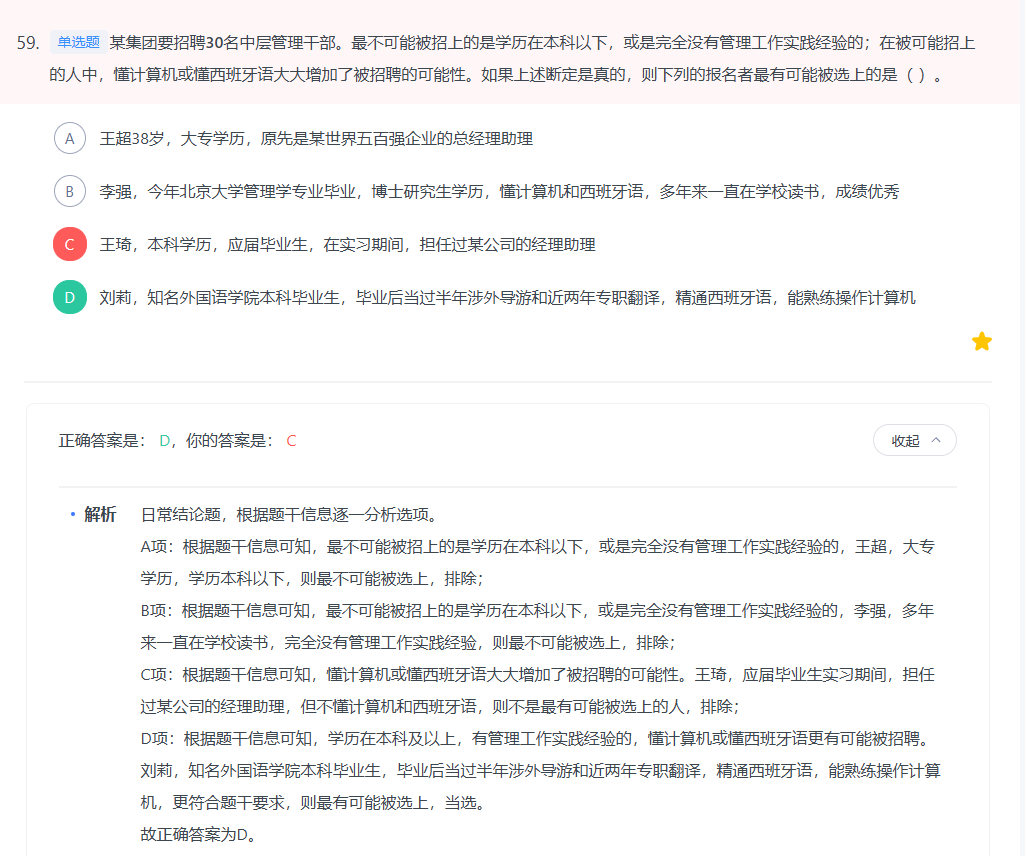 59. 单选题 某集团要招聘30名中层管理干部。最不可能被招上的是学历在本科以下，或是完全没有管理工作实践经验的；在被可能招上
的人中，懂计算机或懂西班牙语大大增加了被招聘的可能性。如果上述断定是真的，则下列的报名者最有可能被选上的是（ ）。
A 王超38岁，大专学历，原先是某世界五百强企业的总经理助理
B 李强，今年北京大学管理学专业毕业，博士研究生学历，懂计算机和西班牙语，多年来一直在学校读书，成绩优秀
C 王琦，本科学历，应届毕业生，在实习期间，担任过某公司的经理助理
D 刘莉，知名外国语学院本科毕业生，毕业后当过半年涉外导游和近两年专职翻译，精通西班牙语，能熟练操作计算机
正确答案是： D，你的答案是： C
收起
解析 日常结论题，根据题干信息逐一分析选项。
A项：根据题干信息可知，最不可能被招上的是学历在本科以下，或是完全没有管理工作实践经验的，王超，大专
学历，学历本科以下，则最不可能被选上，排除；
B项：根据题干信息可知，最不可能被招上的是学历在本科以下，或是完全没有管理工作实践经验的，李强，多年
来一直在学校读书，完全没有管理工作实践经验，则最不可能被选上，排除；
C项：根据题干信息可知，懂计算机或懂西班牙语大大增加了被招聘的可能性。王琦，应届毕业生实习期间，担任
过某公司的经理助理，但不懂计算机和西班牙语，则不是最有可能被选上的人，排除；
D项：根据题干信息可知，学历在本科及以上，有管理工作实践经验的，懂计算机或懂西班牙语更有可能被招聘。
刘莉，知名外国语学院本科毕业生，毕业后当过半年涉外导游和近两年专职翻译，精通西班牙语，能熟练操作计算
机，更符合题干要求，则最有可能被选上，当选。
故正确答案为D。